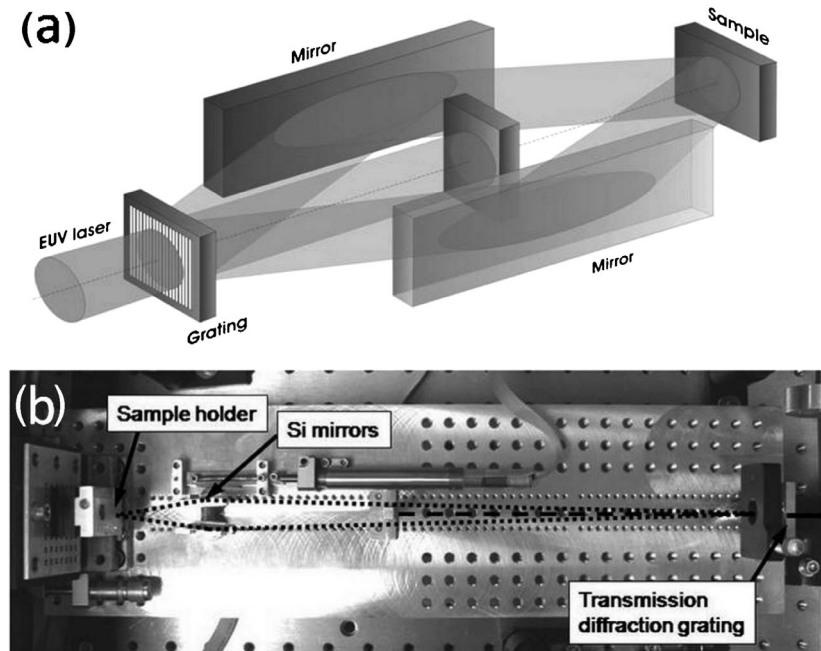 (a)
Mirror
Sample
EUV laser
Grating
Mirror
(b)
Sample holder
Si mirrors
Transmission
diffraction grating